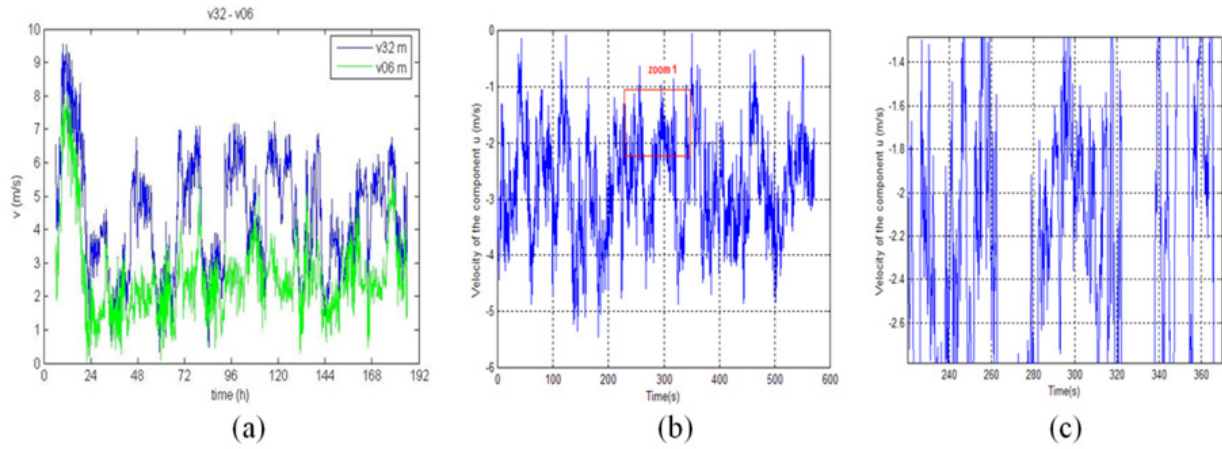 v32 - v06
10
9
8
7
6
5
4
3
2
1
0
v (m/s)
v32 m
v06 m
0 24 48 72 96 120 144 168 192
time (h)
(a)
0
-1
-2
-3
-4
-5
-6
Velocity of the component u (m/s)
zoom 1
0 100 200 300 400 500 600
Time(s)
(b)
-1.4
-1.6
-1.8
-2
-2.2
-2.4
-2.6
Velocity of the component u (m/s)
240 260 280 300 320 340 360
Time(s)
(c)